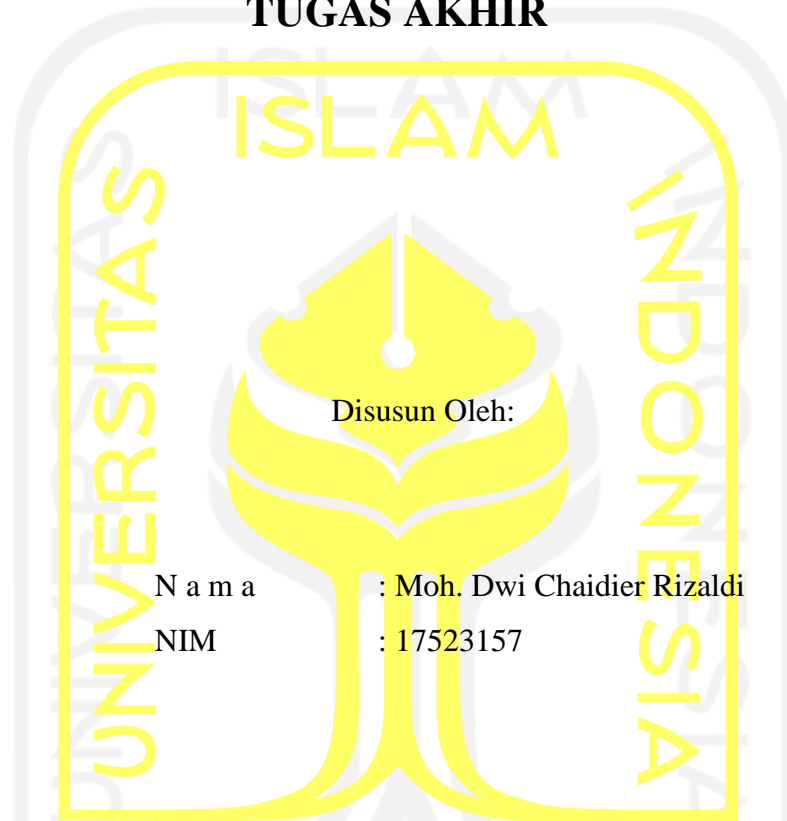 TUGAS AKHIR
ISLAM
UNIVERSITAS
INDONESIA
Disusun Oleh:
N a m a : Moh. Dwi Chaidier Rizaldi
NIM : 17523157